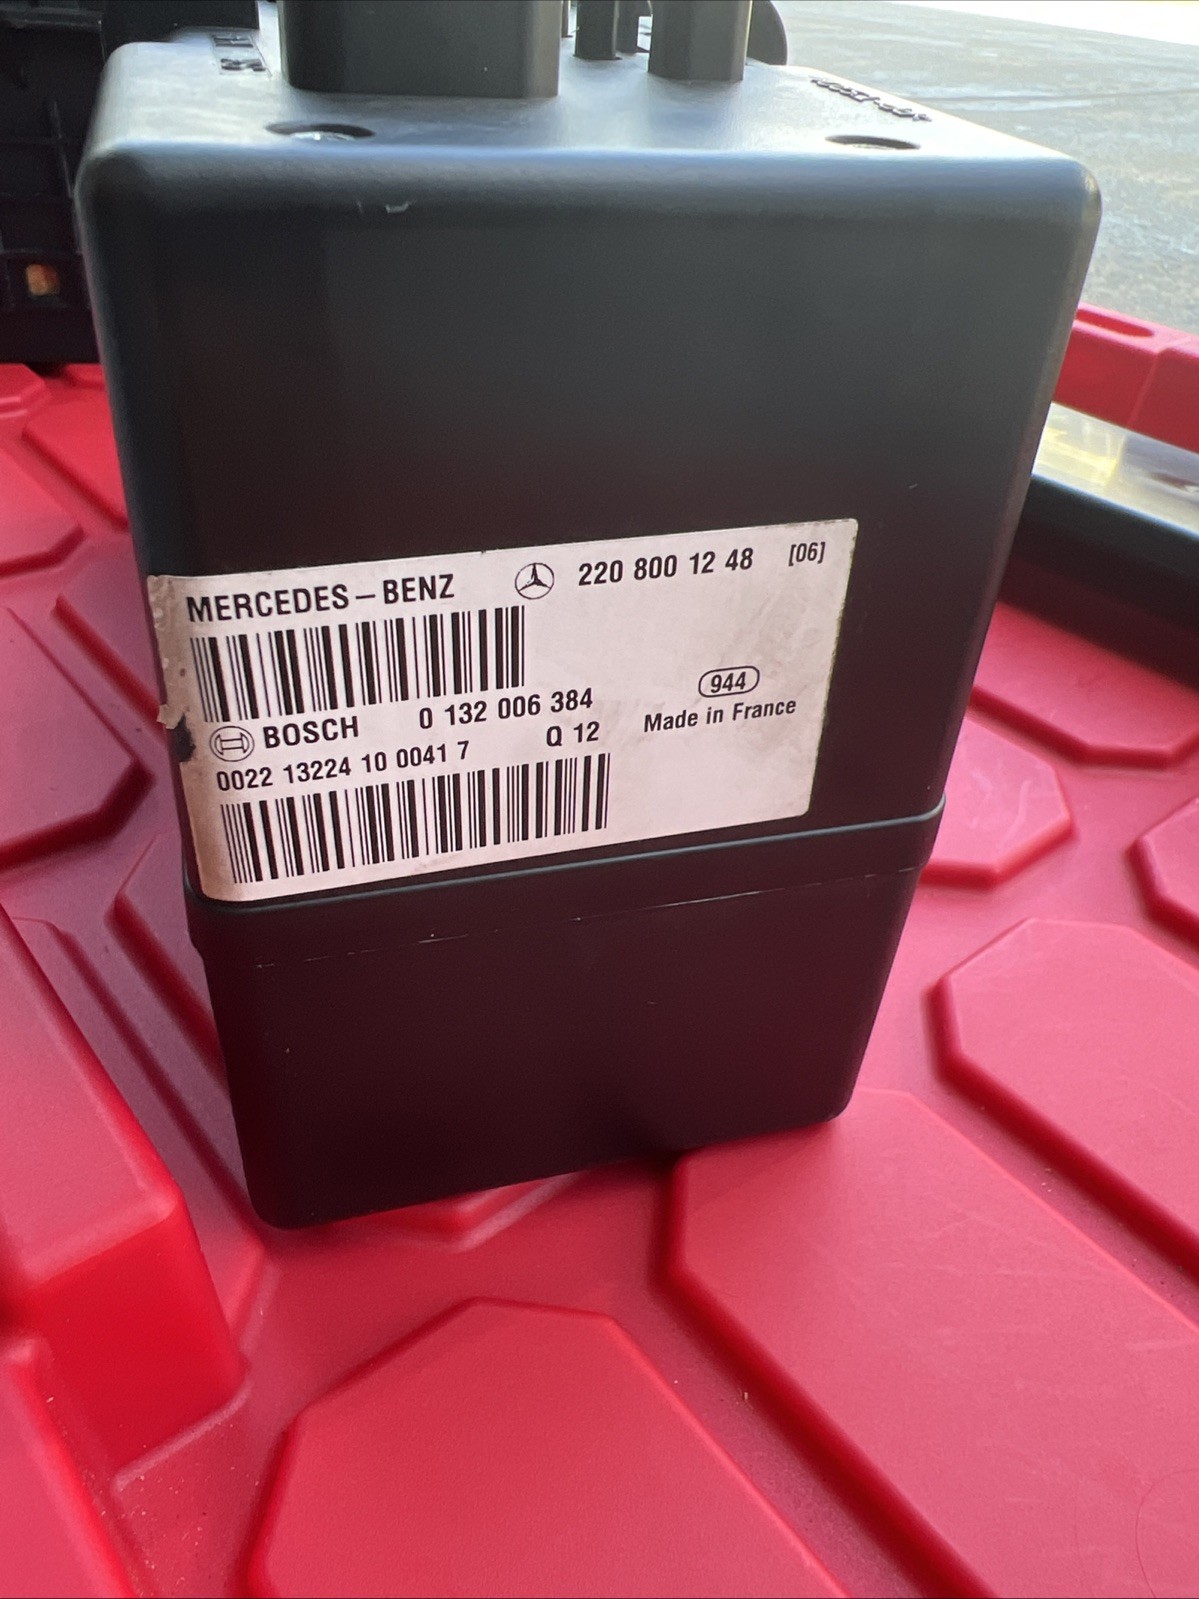 MERCEDES – BENZ 220 800 12 48 [06]
BOSCH 0 132 006 384
944
0022 13224 10 0041 7 Q 12
Made in France